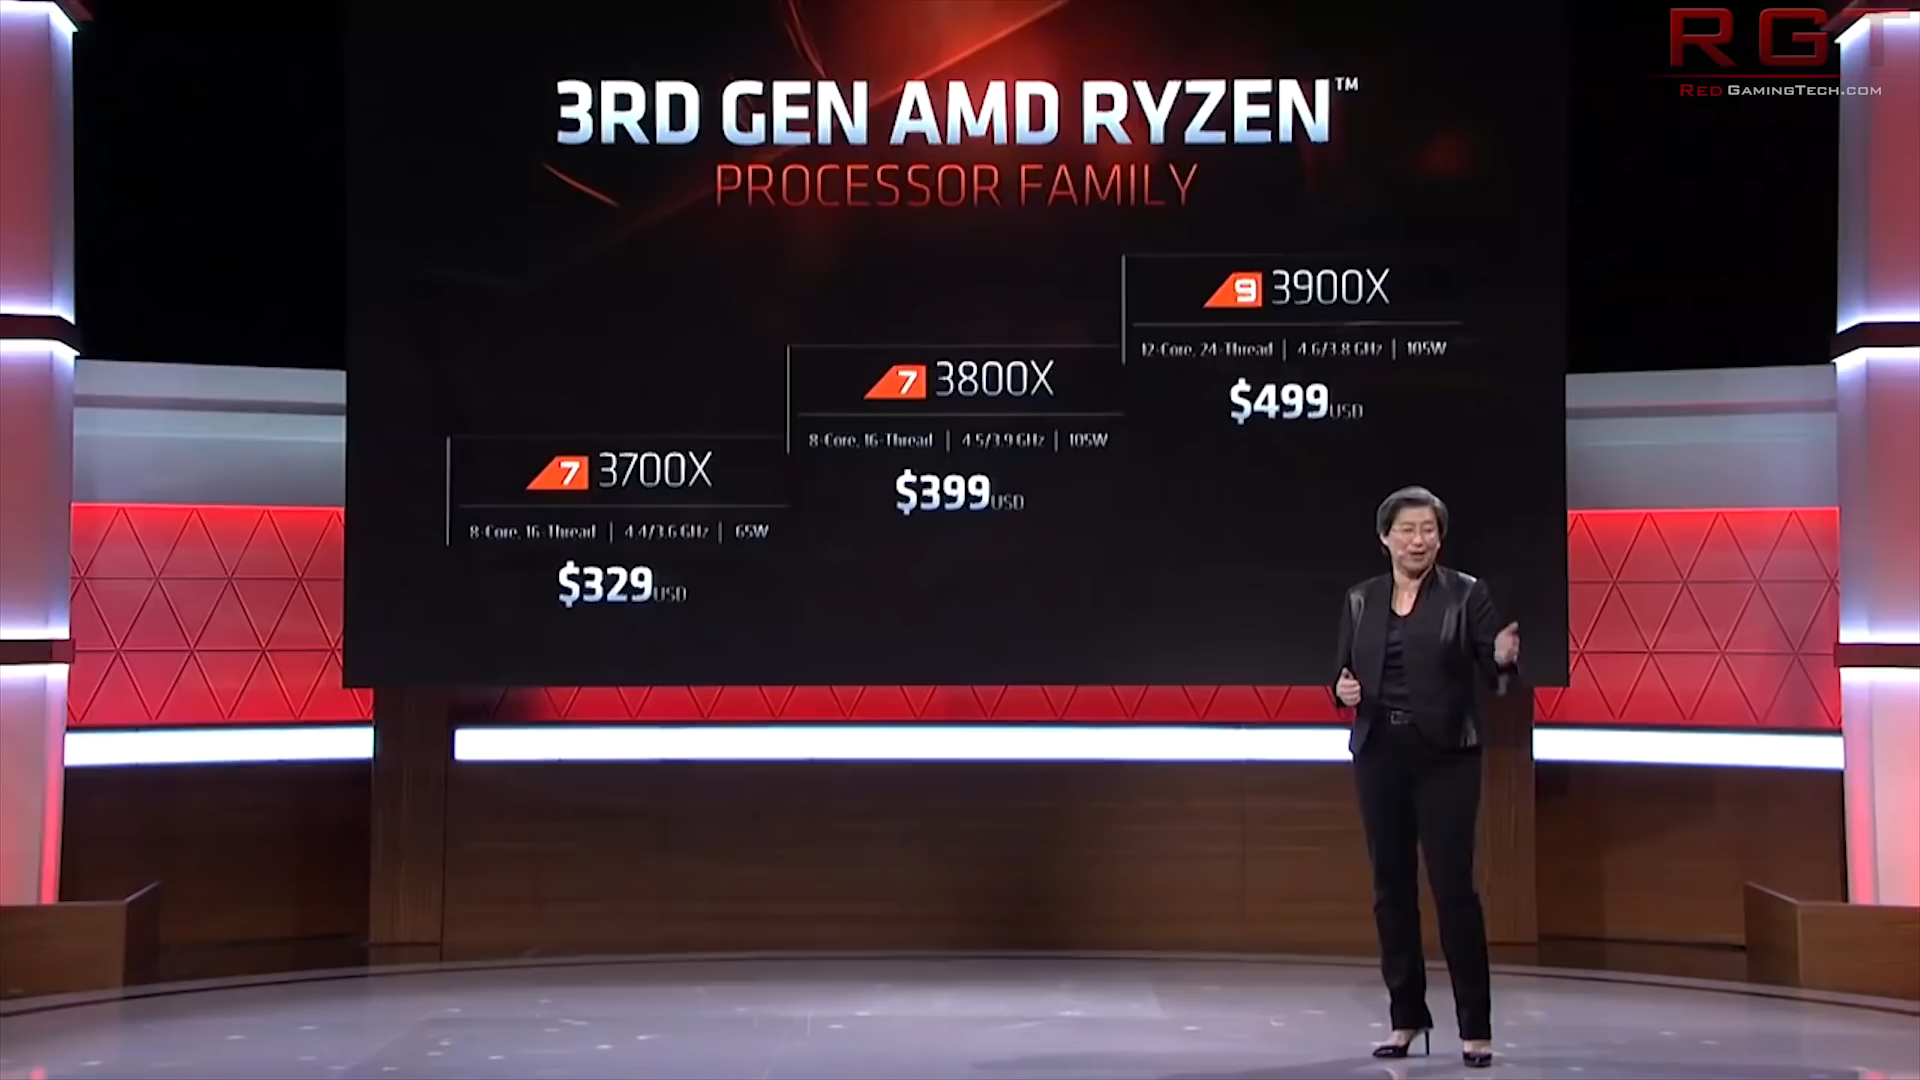 RGT
RedGamingTech.com
3RD GEN AMD RYZEN™
PROCESSOR FAMILY
9 3900X
12-Core, 24-Thread | 4.6/3.8 GHz | 105W
$499USD
7 3800X
8-Core, 16-Thread | 4.5/3.9 GHz | 105W
$399USD
7 3700X
8-Core, 16-Thread | 4.4/3.6 GHz | 65W
$329USD